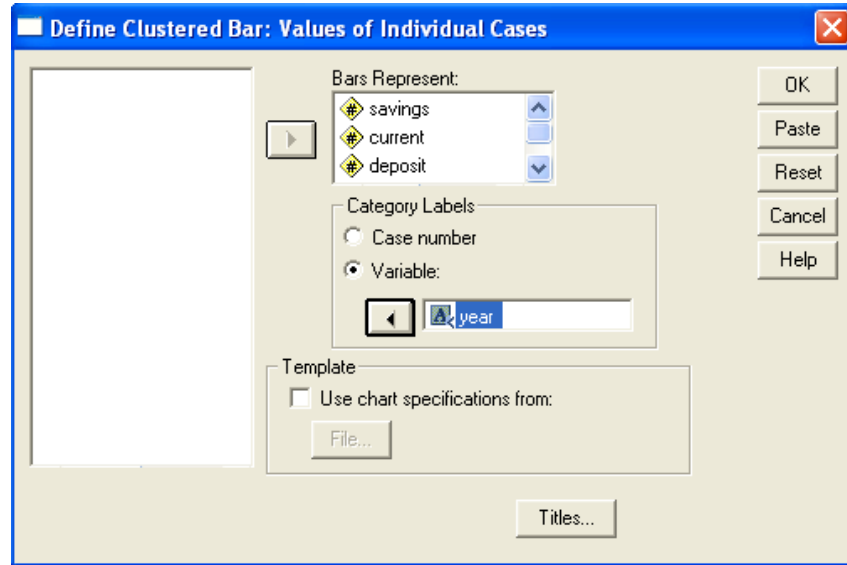 Define Clustered Bar: Values of Individual Cases
Bars Represent:
savings
current
deposit
Category Labels
Case number
Variable:
year
Template
Use chart specifications from:
File...
Titles...
OK
Paste
Reset
Cancel
Help